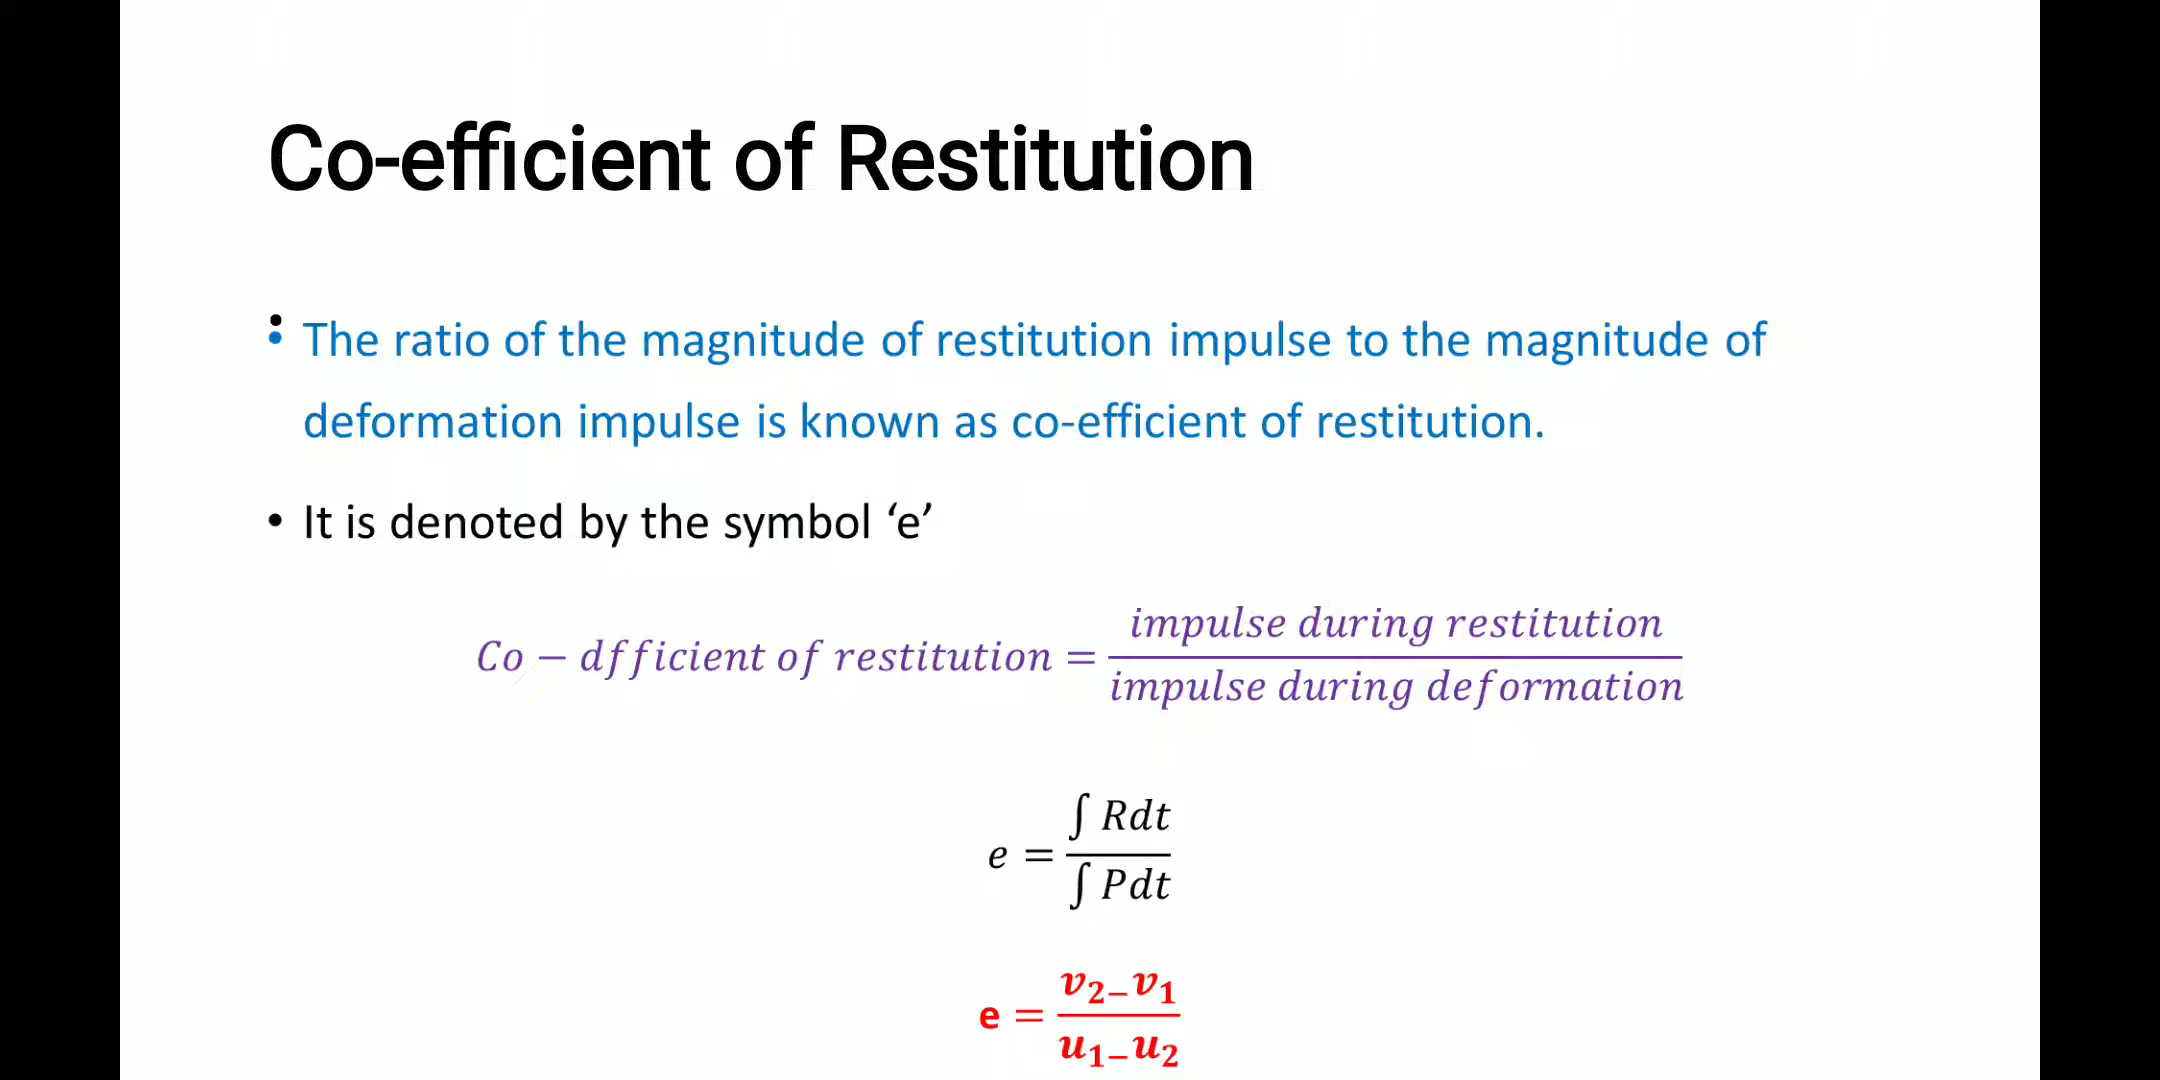 Co-efficient of Restitution
•
• The ratio of the magnitude of restitution impulse to the magnitude of
deformation impulse is known as co-efficient of restitution.
• It is denoted by the symbol ‘e’
Co − dfficient of restitution = impulse during restitution / impulse during deformation
e = ∫ Rdt / ∫ Pdt
e = v₂₋v₁ / u₁₋u₂